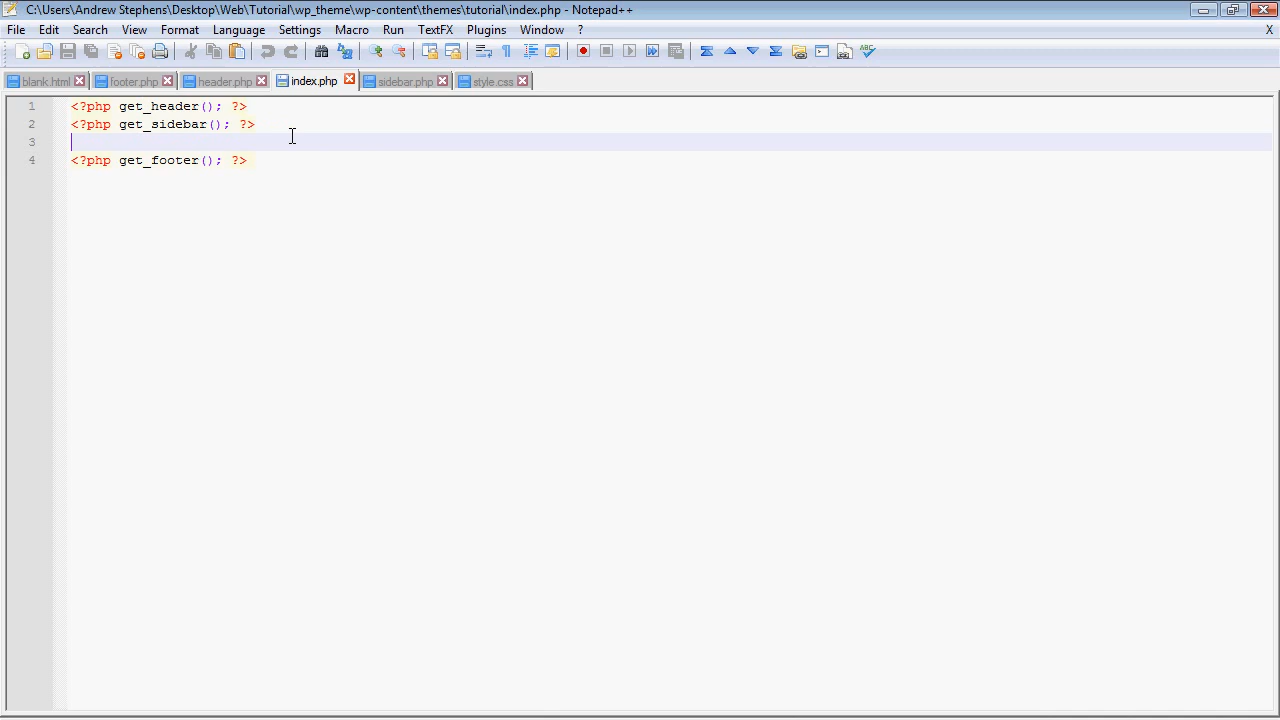 C:\Users\Andrew Stephens\Desktop\Web\Tutorial\wp_theme\wp-content\themes\tutorial\index.php - Notepad++
File Edit Search View Format Language Settings Macro Run TextFX Plugins Window ? X
blank.html footer.php header.php index.php sidebar.php style.css
1 <?php get_header(); ?>
2 <?php get_sidebar(); ?>
3
4 <?php get_footer(); ?>